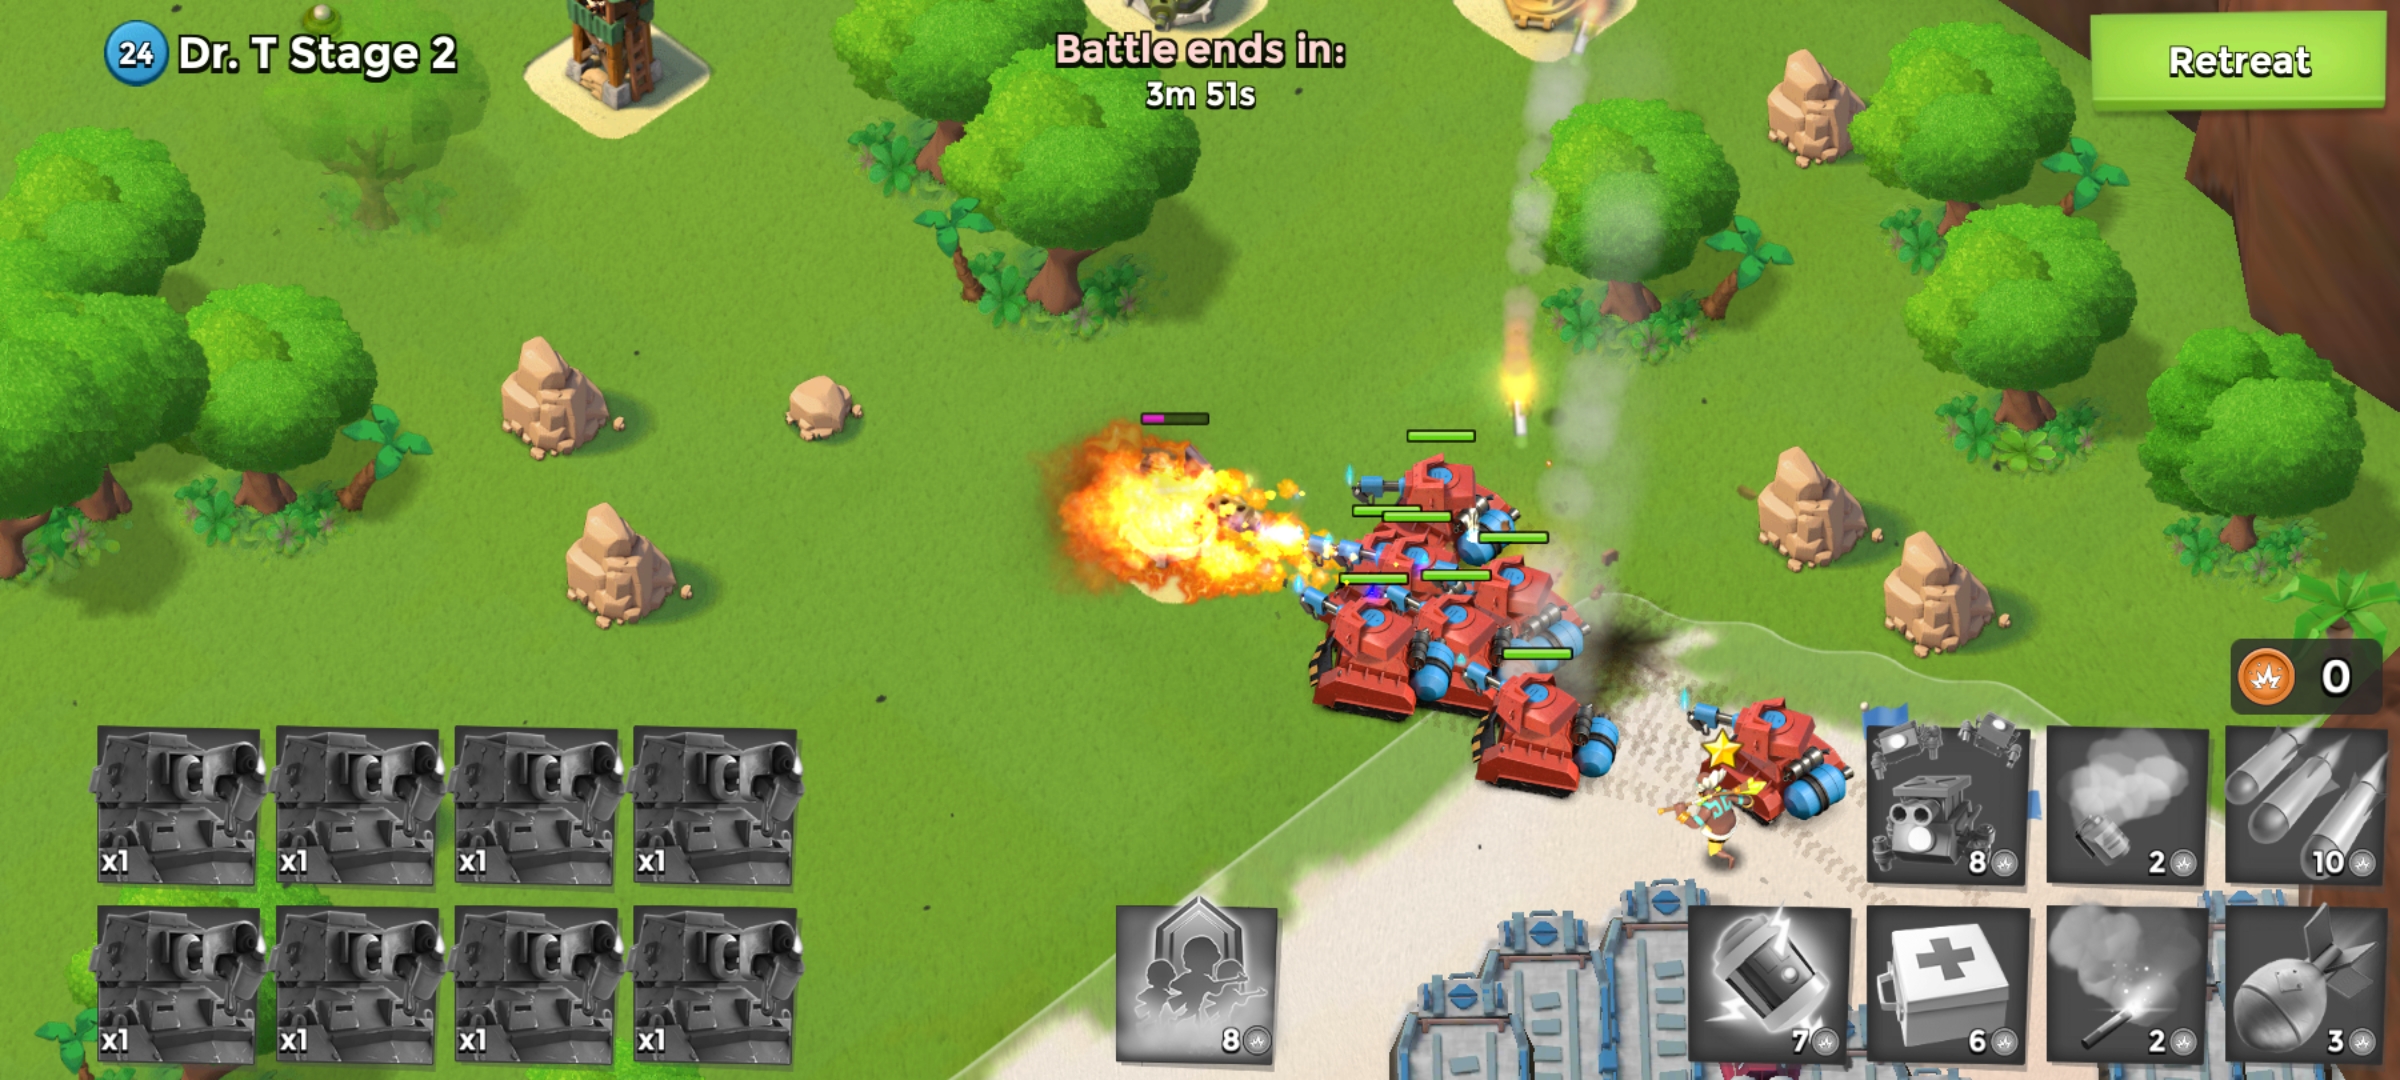 24 Dr. T Stage 2
Battle ends in:
3m 51s
Retreat
0
8 2 10
x1 x1 x1 x1
x1 x1 x1 x1
8 7 6 2 3